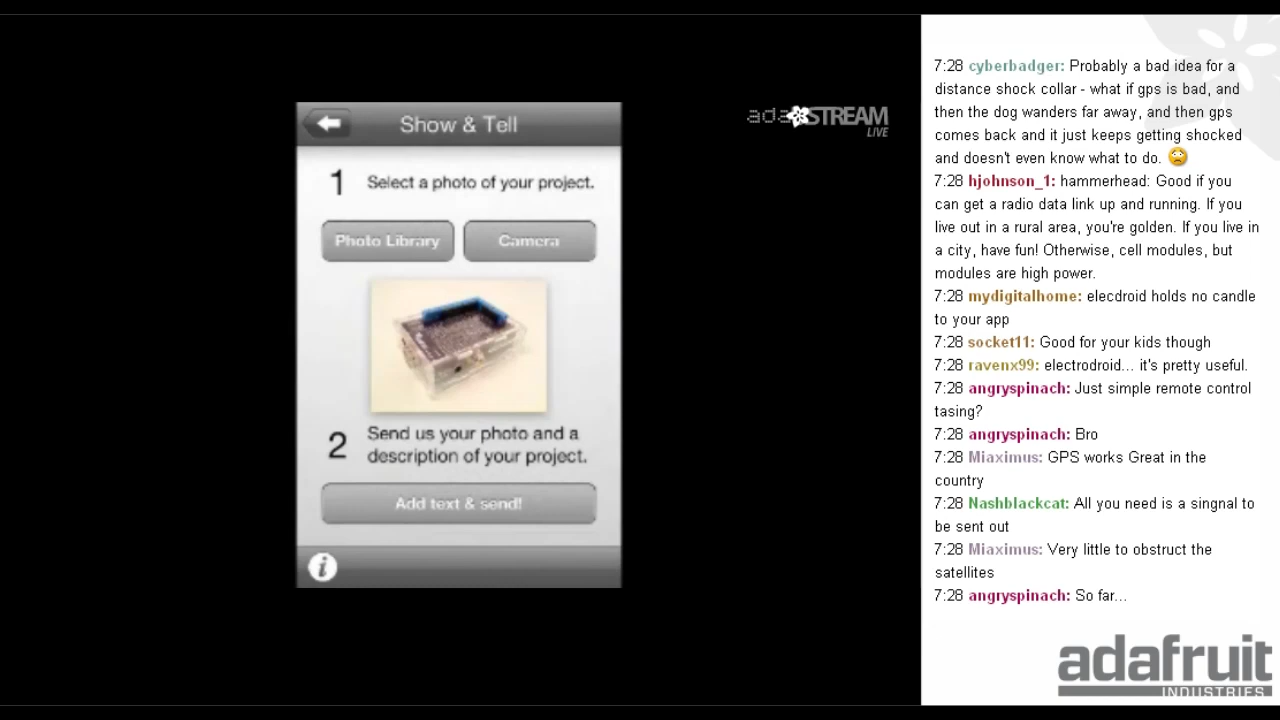 Show & Tell
1 Select a photo of your project.
Photo Library
Camera
2 Send us your photo and a
description of your project.
Add text & send!
i
ada STREAM
LIVE
7:28 cyberbadger: Probably a bad idea for a
distance shock collar - what if gps is bad, and
then the dog wanders far away, and then gps
comes back and it just keeps getting shocked
and doesn't even know what to do.
7:28 hjohnson_1: hammerhead: Good if you
can get a radio data link up and running. If you
live out in a rural area, you're golden. If you live in
a city, have fun! Otherwise, cell modules, but
modules are high power.
7:28 mydigitalhome: elecdroid holds no candle
to your app
7:28 socket11: Good for your kids though
7:28 ravenx99: electrodroid... it's pretty useful.
7:28 angryspinach: Just simple remote control
tasing?
7:28 angryspinach: Bro
7:28 Miaximus: GPS works Great in the
country
7:28 Nashblackcat: All you need is a singnal to
be sent out
7:28 Miaximus: Very little to obstruct the
satellites
7:28 angryspinach: So far...
adafruit
INDUSTRIES